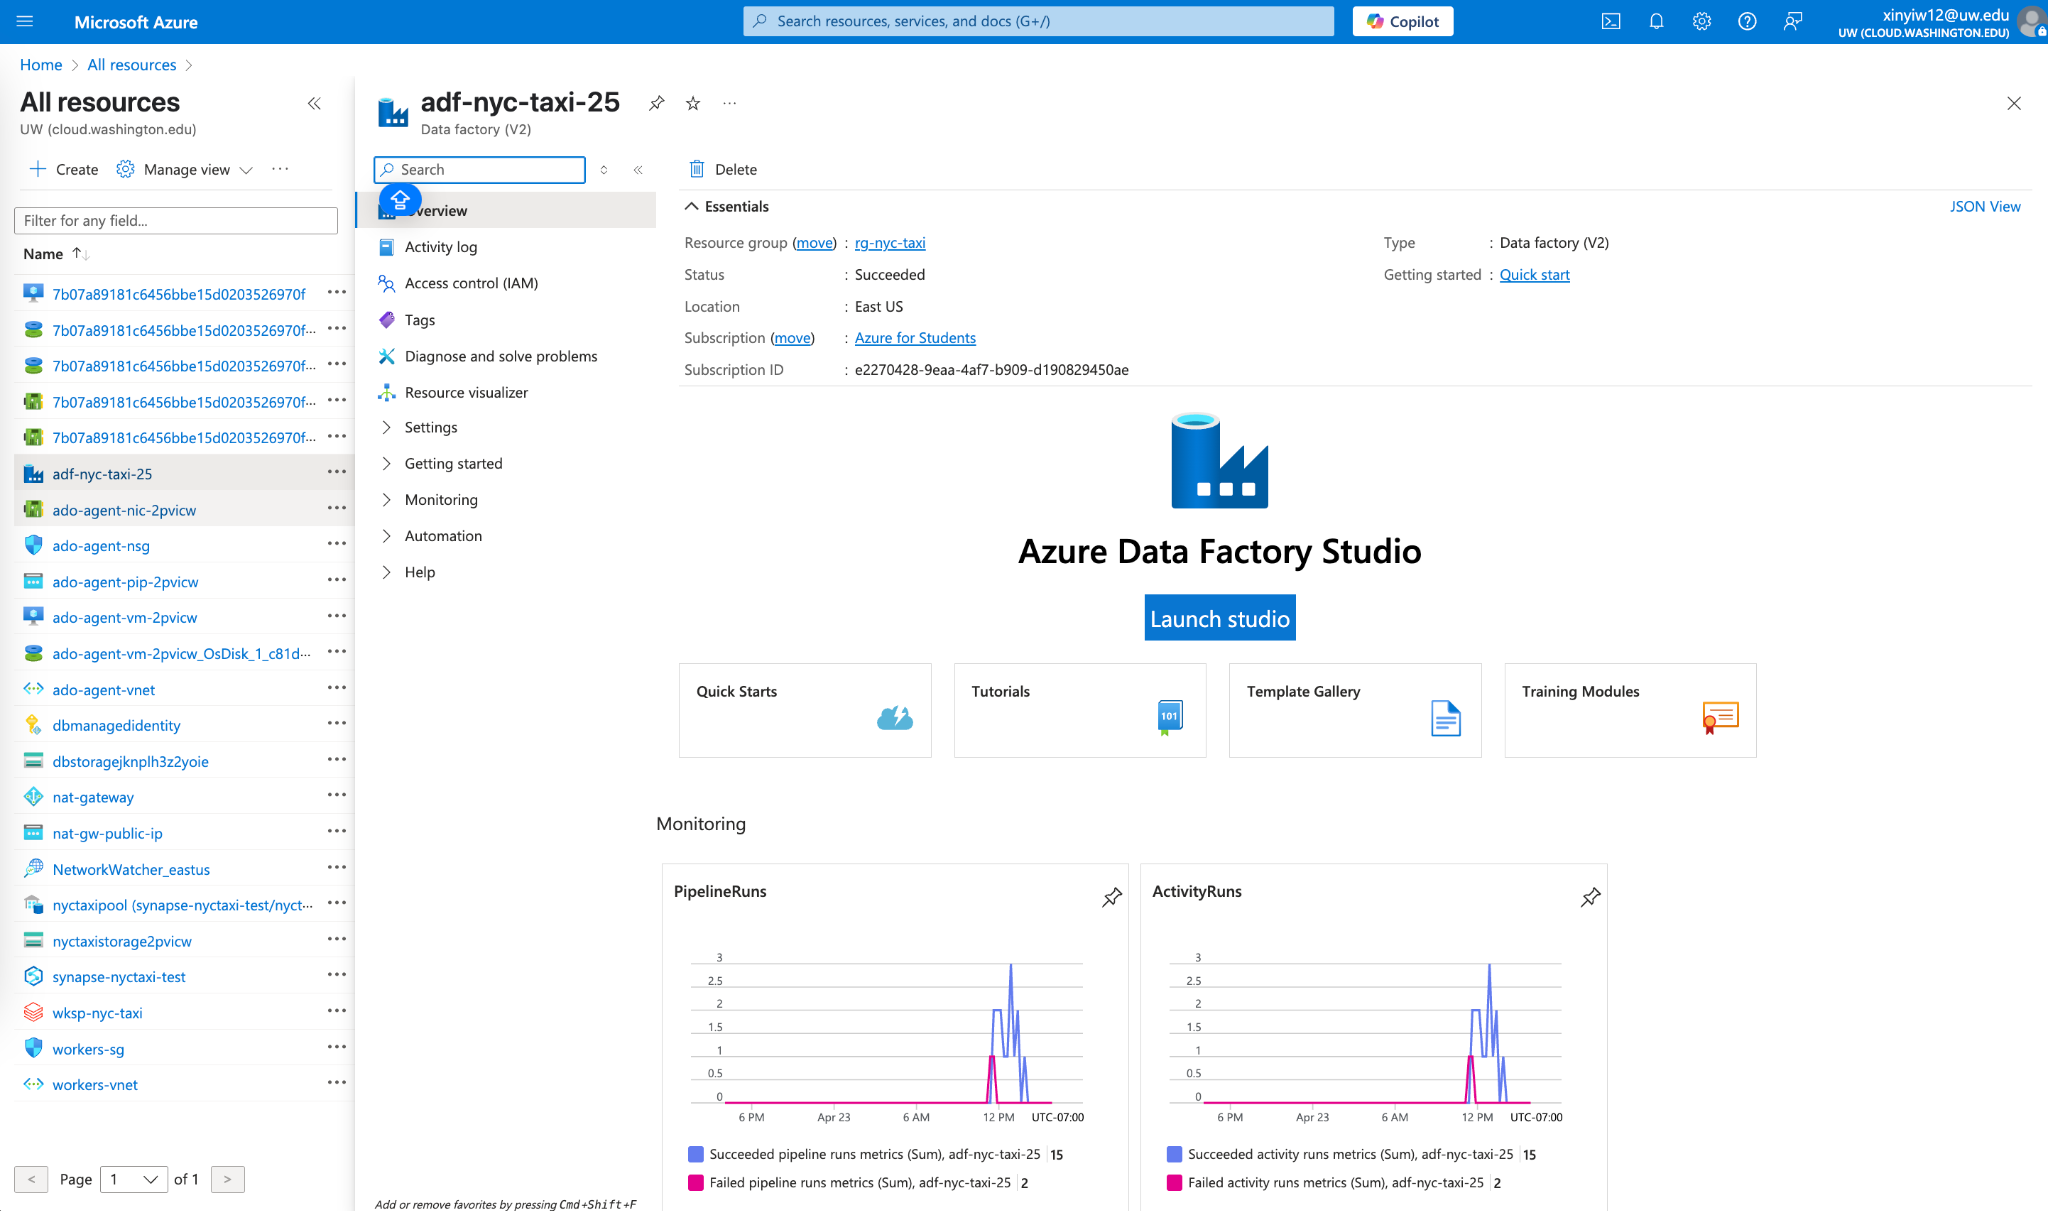 Microsoft Azure
Search resources, services, and docs (G+/)
Copilot
xinyiw12@uw.edu
UW (CLOUD.WASHINGTON.EDU)
Home > All resources >
All resources
UW (cloud.washington.edu)
Create
Manage view
Filter for any field...
Name
7b07a89181c6456bbe15d0203526970f
7b07a89181c6456bbe15d0203526970f...
7b07a89181c6456bbe15d0203526970f...
7b07a89181c6456bbe15d0203526970f...
7b07a89181c6456bbe15d0203526970f...
adf-nyc-taxi-25
ado-agent-nic-2pvicw
ado-agent-nsg
ado-agent-pip-2pvicw
ado-agent-vm-2pvicw
ado-agent-vm-2pvicw_OsDisk_1_c81d...
ado-agent-vnet
dbmanagedidentity
dbstoragejknplh3z2yoie
nat-gateway
nat-gw-public-ip
NetworkWatcher_eastus
nyctaxipool (synapse-nyctaxi-test/nyct...
nyctaxistorage2pvicw
synapse-nyctaxi-test
wksp-nyc-taxi
workers-sg
workers-vnet
< Page 1 of 1 >
adf-nyc-taxi-25
Data factory (V2)
Search
verview
Activity log
Access control (IAM)
Tags
Diagnose and solve problems
Resource visualizer
Settings
Getting started
Monitoring
Automation
Help
Add or remove favorites by pressing Cmd+Shift+F
Delete
Essentials
JSON View
Resource group (move) : rg-nyc-taxi
Status : Succeeded
Location : East US
Subscription (move) : Azure for Students
Subscription ID : e2270428-9eaa-4af7-b909-d190829450ae
Type : Data factory (V2)
Getting started : Quick start
Azure Data Factory Studio
Launch studio
Quick Starts
Tutorials
101
Template Gallery
Training Modules
Monitoring
PipelineRuns
3
2.5
2
1.5
1
0.5
0
6 PM Apr 23 6 AM 12 PM UTC-07:00
Succeeded pipeline runs metrics (Sum), adf-nyc-taxi-25 15
Failed pipeline runs metrics (Sum), adf-nyc-taxi-25 2
ActivityRuns
3
2.5
2
1.5
1
0.5
0
6 PM Apr 23 6 AM 12 PM UTC-07:00
Succeeded activity runs metrics (Sum), adf-nyc-taxi-25 15
Failed activity runs metrics (Sum), adf-nyc-taxi-25 2